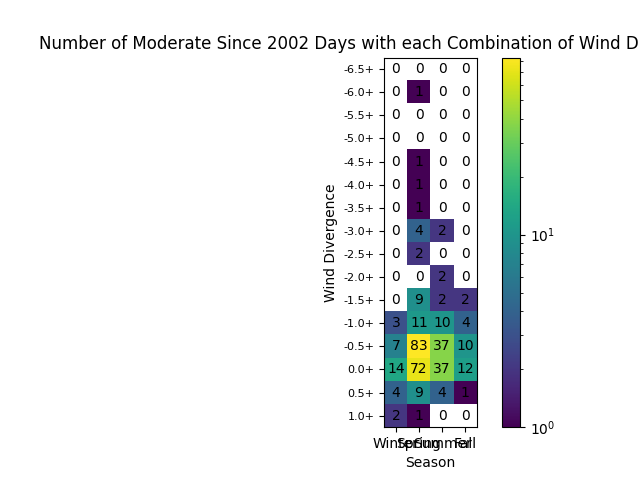 Number of Moderate Since 2002 Days with each Combination of Wind D
Wind Divergence
-6.5+ 0 0 0 0
-6.0+ 0 1 0 0
-5.5+ 0 0 0 0
-5.0+ 0 0 0 0
-4.5+ 0 1 0 0
-4.0+ 0 1 0 0
-3.5+ 0 1 0 0
-3.0+ 0 4 2 0
-2.5+ 0 2 0 0
-2.0+ 0 0 2 0
-1.5+ 0 9 2 2
-1.0+ 3 11 10 4
-0.5+ 7 83 37 10
0.0+ 14 72 37 12
0.5+ 4 9 4 1
1.0+ 2 1 0 0
Winter Spring Summer Fall
Season
10^1
10^0